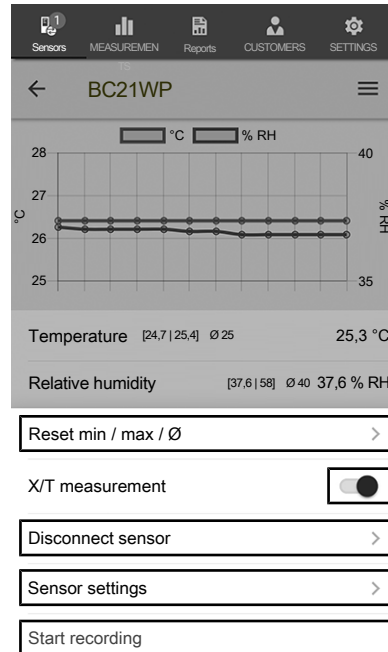 1
Sensors MEASUREMEN Reports CUSTOMERS SETTINGS
TS
BC21WP
°C % RH
28 40
27
°C % RH
26
25 35
Temperature [24,7 | 25,4] Ø 25 25,3 °C
Relative humidity [37,6 | 58] Ø 40 37,6 % RH
Reset min / max / Ø
X/T measurement
Disconnect sensor
Sensor settings
Start recording